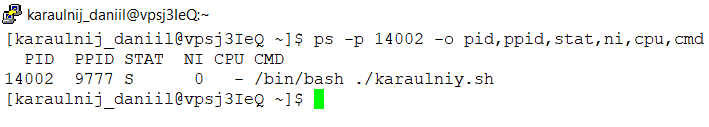 karaulnij_daniil@vpsj3IeQ:~
[karaulnij_daniil@vpsj3IeQ ~]$ ps -p 14002 -o pid,ppid,stat,ni,cpu,cmd
  PID  PPID STAT  NI CPU CMD
14002  9777 S      0   - /bin/bash ./karaulniy.sh
[karaulnij_daniil@vpsj3IeQ ~]$